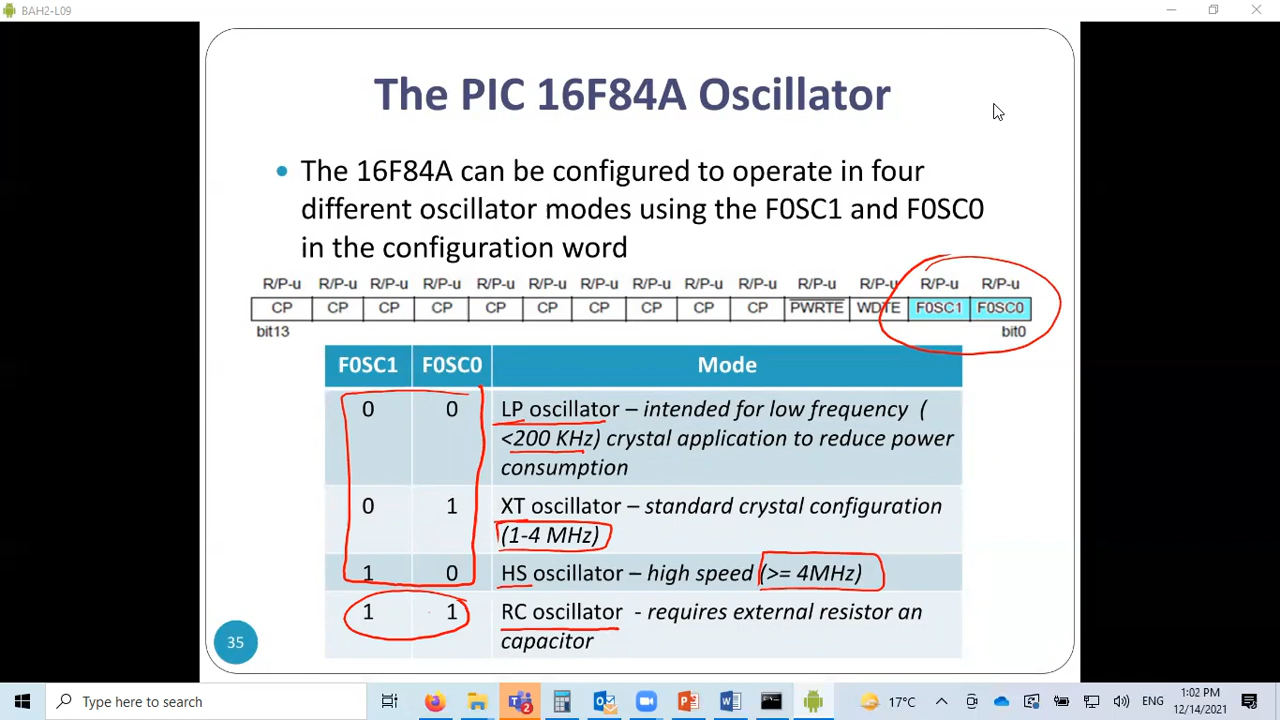 BAH2-L09
The PIC 16F84A Oscillator
• The 16F84A can be configured to operate in four
different oscillator modes using the F0SC1 and F0SC0
in the configuration word
R/P-u R/P-u R/P-u R/P-u R/P-u R/P-u R/P-u R/P-u R/P-u R/P-u R/P-u R/P-u R/P-u R/P-u
CP CP CP CP CP CP CP CP CP CP PWRTE WDTE F0SC1 F0SC0
bit13 bit0
F0SC1 F0SC0 Mode
0 0 LP oscillator – intended for low frequency (
<200 KHz) crystal application to reduce power
consumption
0 1 XT oscillator – standard crystal configuration
(1-4 MHz)
1 0 HS oscillator – high speed (>= 4MHz)
1 1 RC oscillator - requires external resistor an
capacitor
35
Type here to search
2
17°C
ENG
1:02 PM
12/14/2021